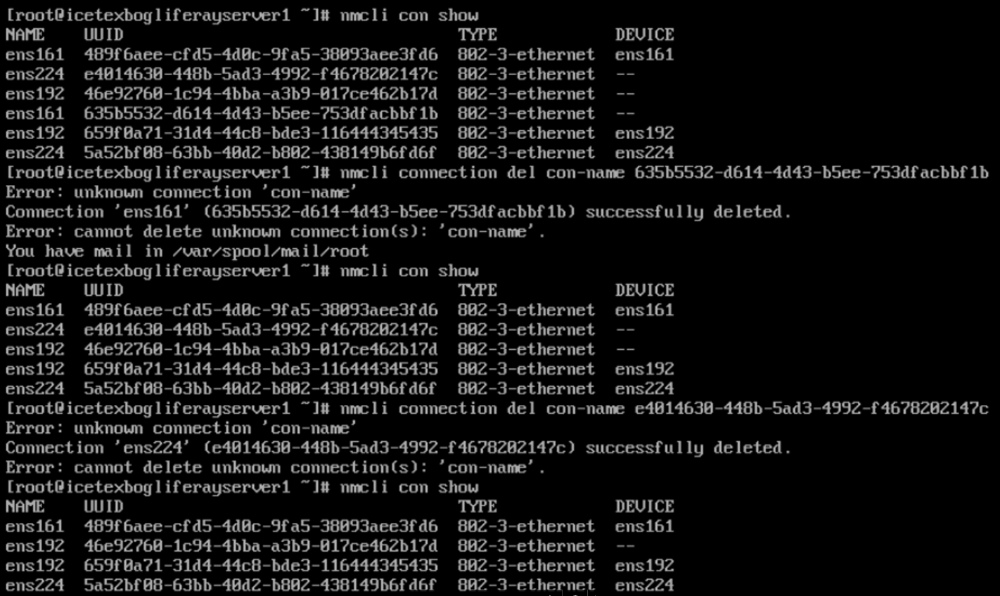 [root@icetexbogliferayserver1 ~]# nmcli con show
NAME    UUID                                  TYPE            DEVICE
ens161  489f6aee-cfd5-4d0c-9fa5-38093aee3fd6  802-3-ethernet  ens161
ens224  e4014630-448b-5ad3-4992-f4678202147c  802-3-ethernet  --
ens192  46e92760-1c94-4bba-a3b9-017ce462b17d  802-3-ethernet  --
ens161  635b5532-d614-4d43-b5ee-753dfacbbf1b  802-3-ethernet  --
ens192  659f0a71-31d4-44c8-bde3-116444345435  802-3-ethernet  ens192
ens224  5a52bf08-63bb-40d2-b802-438149b6fd6f  802-3-ethernet  ens224
[root@icetexbogliferayserver1 ~]# nmcli connection del con-name 635b5532-d614-4d43-b5ee-753dfacbbf1b
Error: unknown connection 'con-name'
Connection 'ens161' (635b5532-d614-4d43-b5ee-753dfacbbf1b) successfully deleted.
Error: cannot delete unknown connection(s): 'con-name'.
You have mail in /var/spool/mail/root
[root@icetexbogliferayserver1 ~]# nmcli con show
NAME    UUID                                  TYPE            DEVICE
ens161  489f6aee-cfd5-4d0c-9fa5-38093aee3fd6  802-3-ethernet  ens161
ens224  e4014630-448b-5ad3-4992-f4678202147c  802-3-ethernet  --
ens192  46e92760-1c94-4bba-a3b9-017ce462b17d  802-3-ethernet  --
ens192  659f0a71-31d4-44c8-bde3-116444345435  802-3-ethernet  ens192
ens224  5a52bf08-63bb-40d2-b802-438149b6fd6f  802-3-ethernet  ens224
[root@icetexbogliferayserver1 ~]# nmcli connection del con-name e4014630-448b-5ad3-4992-f4678202147c
Error: unknown connection 'con-name'
Connection 'ens224' (e4014630-448b-5ad3-4992-f4678202147c) successfully deleted.
Error: cannot delete unknown connection(s): 'con-name'.
[root@icetexbogliferayserver1 ~]# nmcli con show
NAME    UUID                                  TYPE            DEVICE
ens161  489f6aee-cfd5-4d0c-9fa5-38093aee3fd6  802-3-ethernet  ens161
ens192  46e92760-1c94-4bba-a3b9-017ce462b17d  802-3-ethernet  --
ens192  659f0a71-31d4-44c8-bde3-116444345435  802-3-ethernet  ens192
ens224  5a52bf08-63bb-40d2-b802-438149b6fd6f  802-3-ethernet  ens224